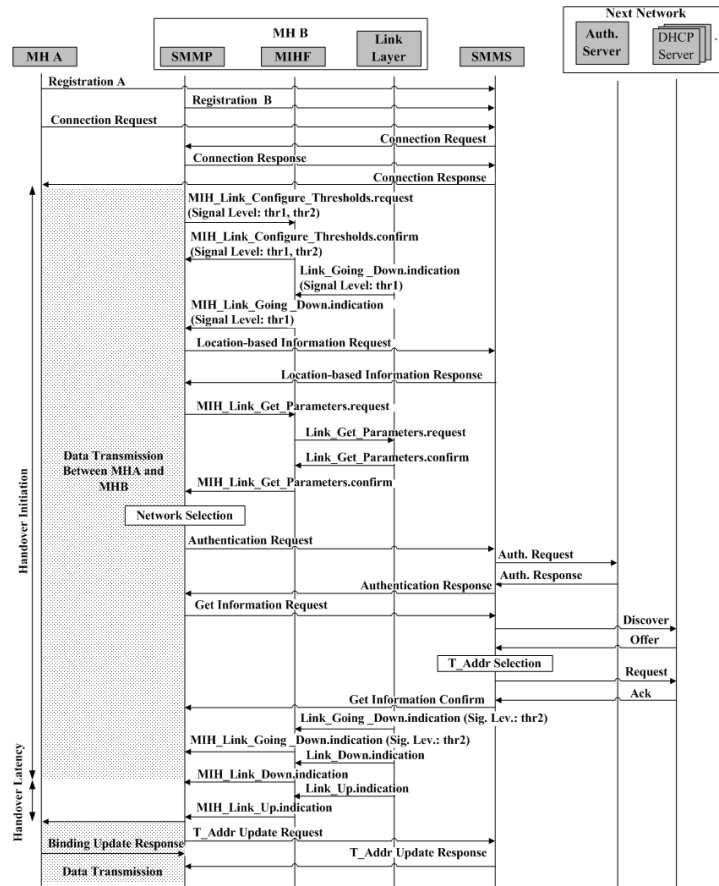 Next Network
MH B
MH A
SMMP
MIHF
Link
Layer
SMMS
Auth.
Server
DHCP
Server
Registration A
Registration B
Connection Request
Connection Request
Connection Response
Connection Response
MIH_Link_Configure_Thresholds.request
(Signal Level: thr1, thr2)
MIH_Link_Configure_Thresholds.confirm
(Signal Level: thr1, thr2)
Link_Going _Down.indication
(Signal Level: thr1)
MIH_Link_Going _Down.indication
(Signal Level: thr1)
Location-based Information Request
Location-based Information Response
MIH_Link_Get_Parameters.request
Link_Get_Parameters.request
Link_Get_Parameters.confirm
MIH_Link_Get_Parameters.confirm
Data Transmission
Between MHA and
MHB
Handover Initiation
Network Selection
Authentication Request
Auth. Request
Auth. Response
Authentication Response
Get Information Request
Discover
Offer
T_Addr Selection
Request
Ack
Get Information Confirm
Link_Going _Down.indication (Sig. Lev.: thr2)
MIH_Link_Going _Down.indication (Sig. Lev.: thr2)
Link_Down.indication
MIH_Link_Down.indication
Link_Up.indication
MIH_Link_Up.indication
Handover Latency
T_Addr Update Request
Binding Update Response
T_Addr Update Response
Data Transmission